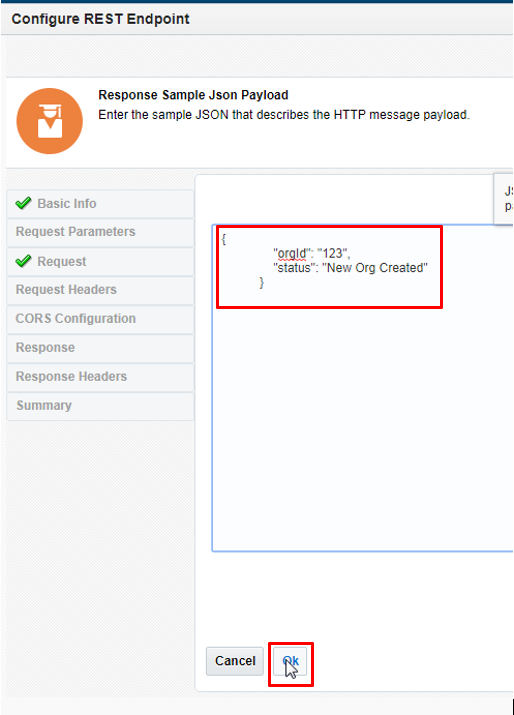 Configure REST Endpoint
Response Sample Json Payload
Enter the sample JSON that describes the HTTP message payload.
Basic Info
Request Parameters
Request
Request Headers
CORS Configuration
Response
Response Headers
Summary
{
"orgId": "123",
"status": "New Org Created"
}
Cancel
Ok